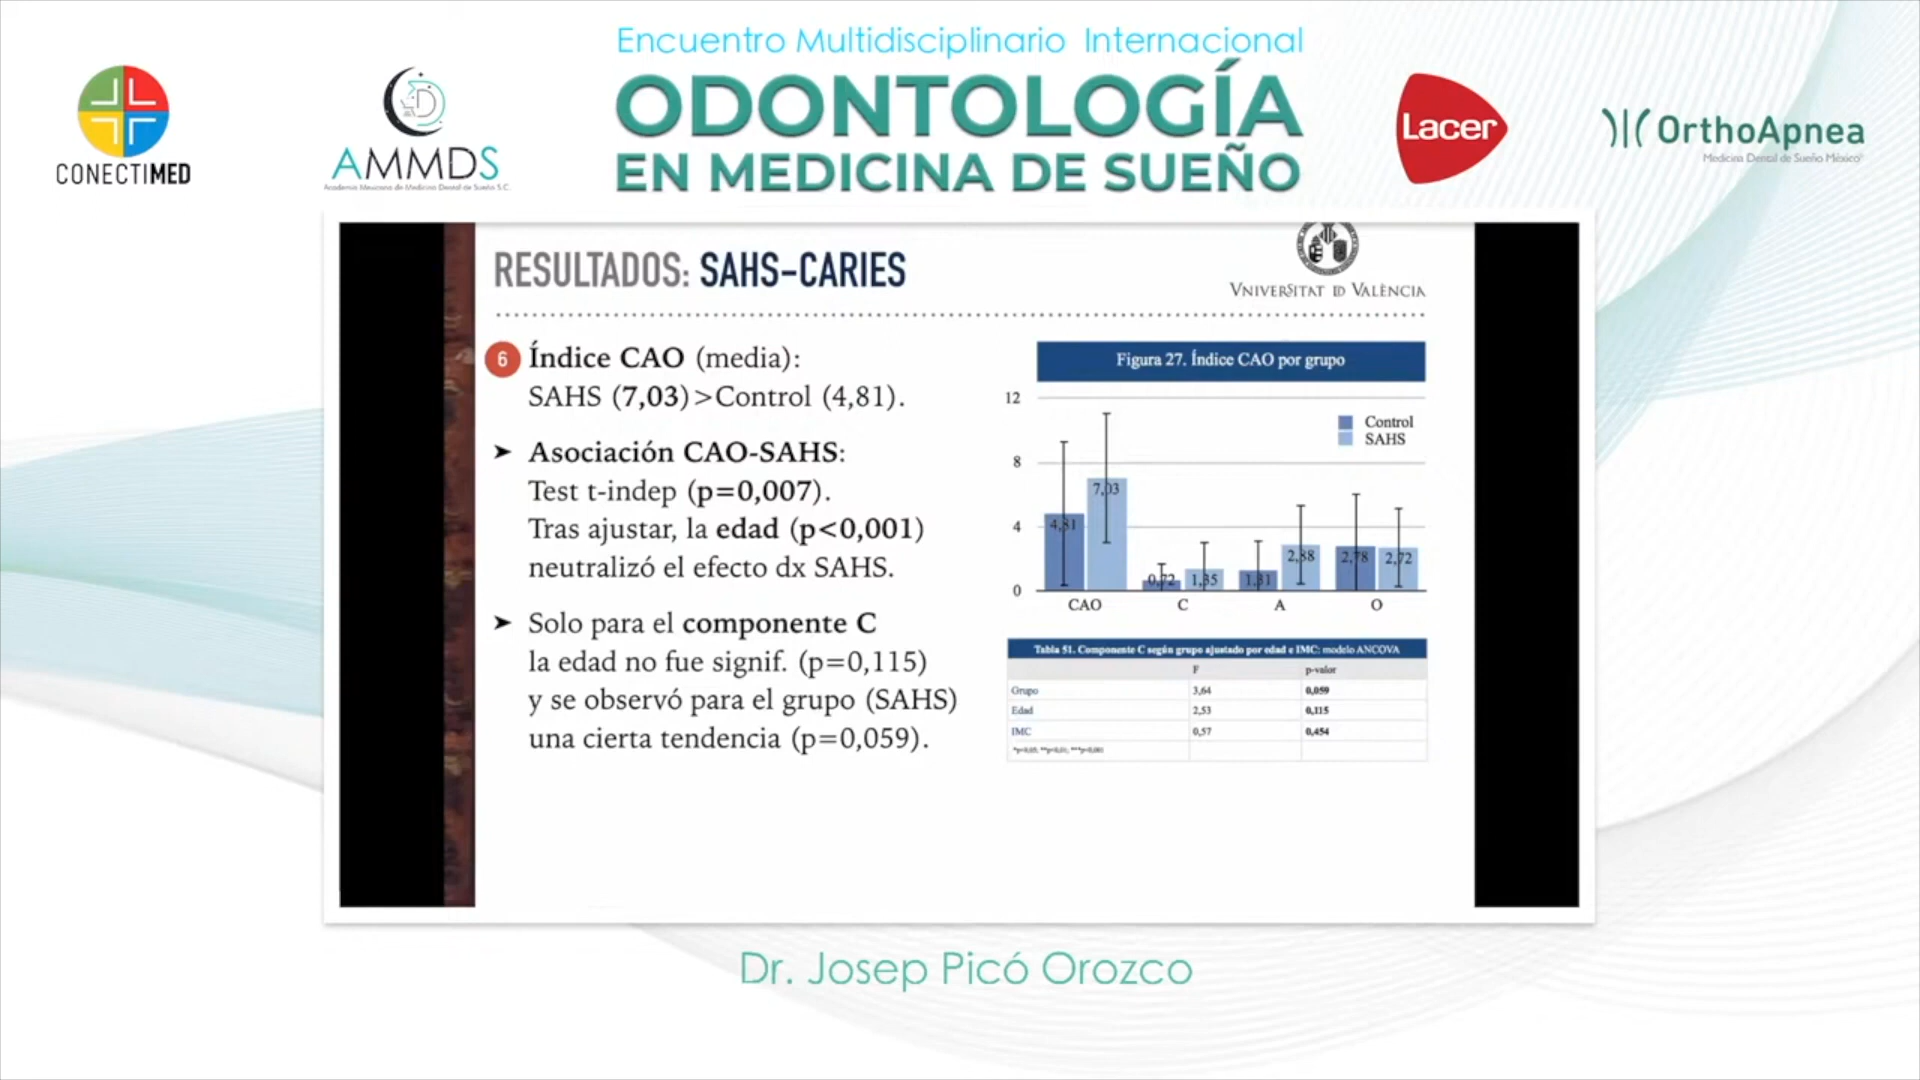 Encuentro Multidisciplinario Internacional
ODONTOLOGÍA
EN MEDICINA DE SUEÑO
CONECTIMED
AMMDS
Academia Mexicana de Medicina Dental de Sueño S.C.
Lacer
OrthoApnea
Medicina Dental de Sueño México
RESULTADOS: SAHS-CARIES
VNIVERSITAT ID VALÈNCIA
6 Índice CAO (media):
SAHS (7,03)>Control (4,81).
➤ Asociación CAO-SAHS:
Test t-indep (p=0,007).
Tras ajustar, la edad (p<0,001)
neutralizó el efecto dx SAHS.
➤ Solo para el componente C
la edad no fue signif. (p=0,115)
y se observó para el grupo (SAHS)
una cierta tendencia (p=0,059).
Figura 27. Índice CAO por grupo
12
8
4
0
Control
SAHS
4,81 7,03 0,72 1,35 1,31 2,88 2,78 2,72
CAO C A O
Tabla 51. Componente C según grupo ajustado por edad e IMC: modelo ANCOVA
F p-valor
Grupo 3,64 0,059
Edad 2,53 0,115
IMC 0,57 0,454
*p<0,05; **p<0,01; ***p<0,001
Dr. Josep Picó Orozco